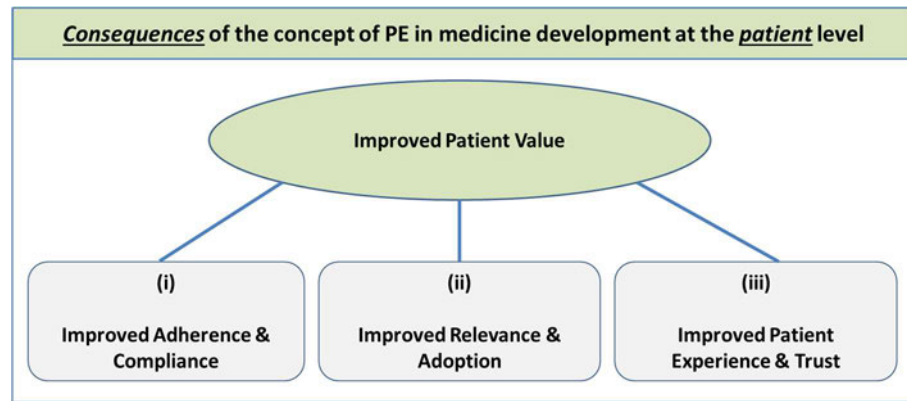 Consequences of the concept of PE in medicine development at the patient level
Improved Patient Value
(i)
Improved Adherence &
Compliance
(ii)
Improved Relevance &
Adoption
(iii)
Improved Patient
Experience & Trust